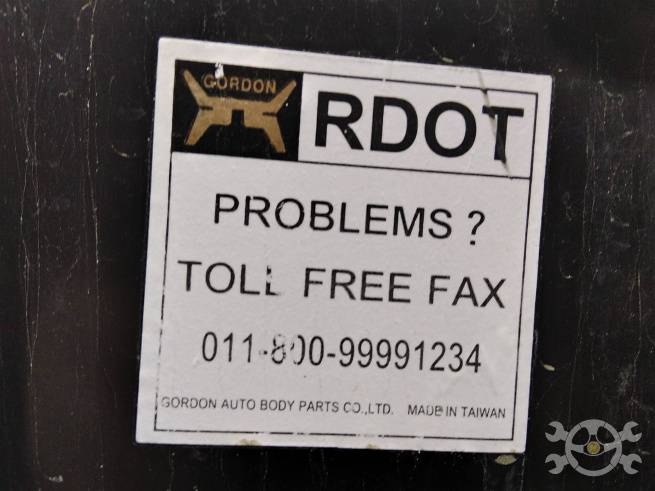 GORDON
RDOT
PROBLEMS ?
TOLL FREE FAX
011-800-99991234
GORDON AUTO BODY PARTS CO.,LTD. MADE IN TAIWAN